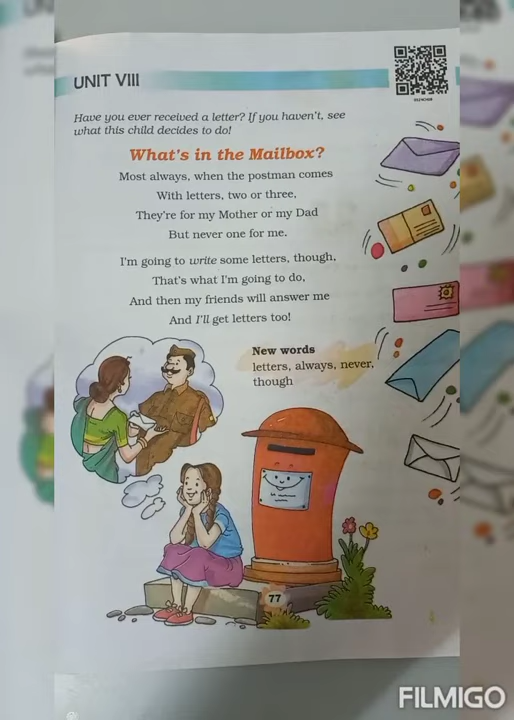 UNIT VIII
Have you ever received a letter? If you haven't, see
what this child decides to do!
What's in the Mailbox?
Most always, when the postman comes
With letters, two or three,
They're for my Mother or my Dad
But never one for me.
I'm going to write some letters, though,
That's what I'm going to do,
And then my friends will answer me
And I'll get letters too!
New words
letters, always, never,
though
77
FILMIGO